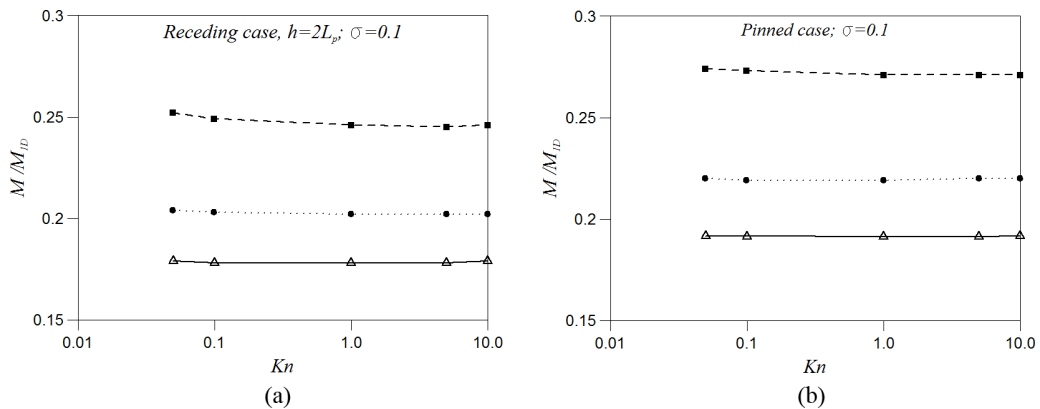 0.3
Receding case, h=2Lₚ; σ=0.1
0.25
M /M₁D
0.2
0.15
0.01 0.1 1.0 10.0
Kn
(a)
0.3
Pinned case; σ=0.1
0.25
M /M₁D
0.2
0.15
0.01 0.1 1.0 10.0
Kn
(b)